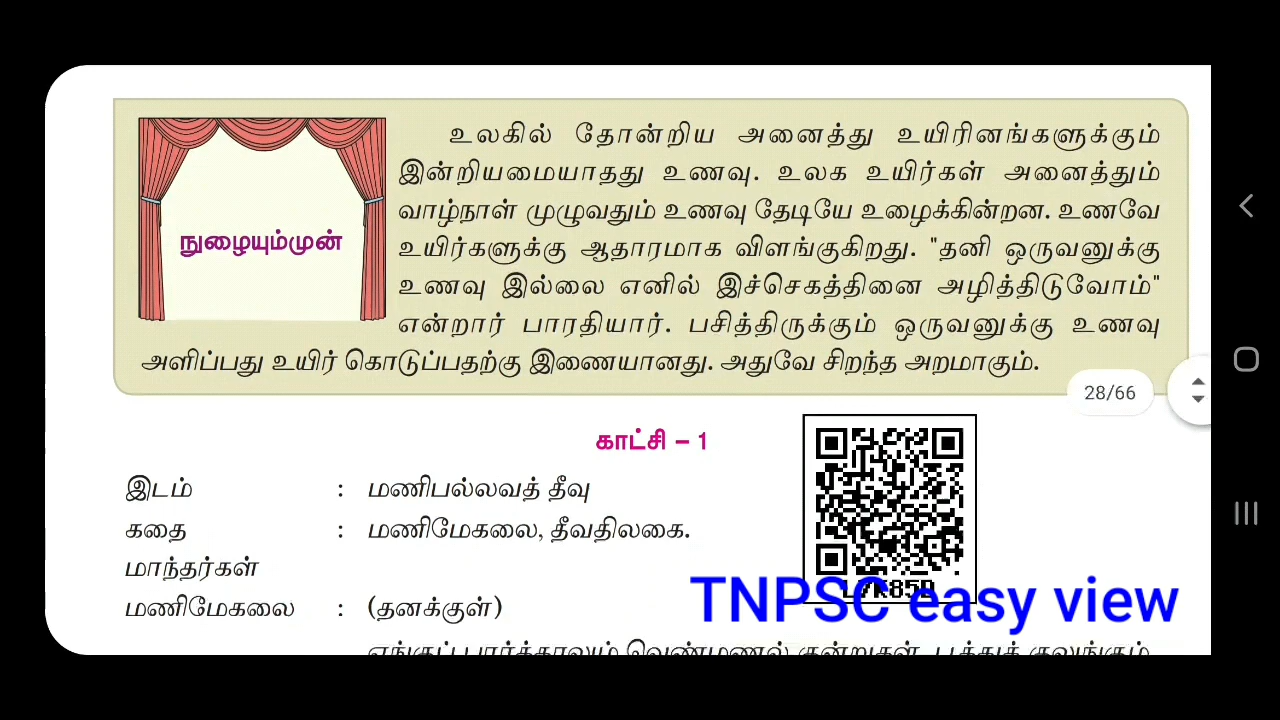 உலகில் தோன்றிய அனைத்து உயிரினங்களுக்கும்
இன்றியமையாதது உணவு. உலக உயிர்கள் அனைத்தும்
வாழ்நாள் முழுவதும் உணவு தேடியே உழைக்கின்றன. உணவே
நுழையும்முன்
உயிர்களுக்கு ஆதாரமாக விளங்குகிறது. "தனி ஒருவனுக்கு
உணவு இல்லை எனில் இச்செகத்தினை அழித்திடுவோம்"
என்றார் பாரதியார். பசித்திருக்கும் ஒருவனுக்கு உணவு
அளிப்பது உயிர் கொடுப்பதற்கு இணையானது. அதுவே சிறந்த அறமாகும்.
28/66
காட்சி – 1
இடம் : மணிபல்லவத் தீவு
கதை : மணிமேகலை, தீவதிலகை.
மாந்தர்கள்
மணிமேகலை : (தனக்குள்)
TNPSC easy view
எங்குப் பார்த்தாலும் வெண்மணல் குன்றுகள், பூத்துக் குலுங்கும்